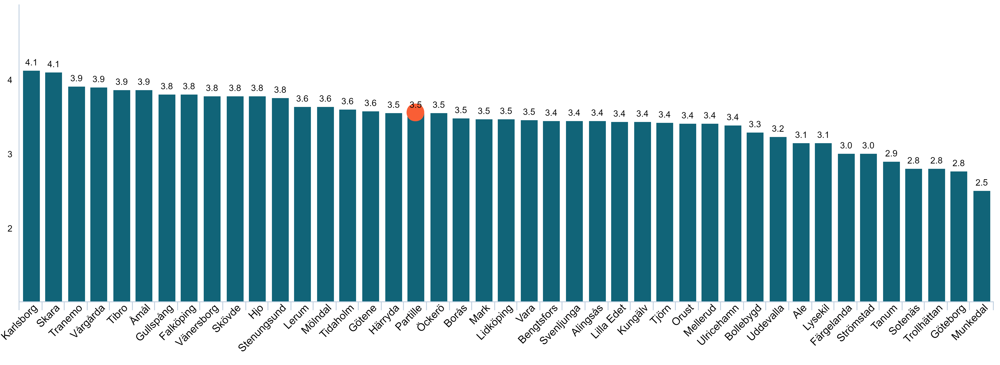 4.1 4.1 3.9 3.9 3.9 3.9 3.8 3.8 3.8 3.8 3.8 3.8 3.6 3.6 3.6 3.6 3.5 3.5 3.5 3.5 3.5 3.5 3.5 3.4 3.4 3.4 3.4 3.4 3.4 3.4 3.4 3.4 3.3 3.2 3.1 3.1 3.0 3.0 2.9 2.8 2.8 2.8 2.5
4
3
2
Karlsborg Skara Tranemo Vårgårda Tibro Åmål Gullspång Falköping Vänersborg Skövde Hjo Stenungsund Lerum Mölndal Tidaholm Götene Härryda Partille Öckerö Borås Mark Lidköping Vara Bengtsfors Svenljunga Alingsås Lilla Edet Kungälv Tjörn Orust Mellerud Ulricehamn Bollebygd Uddevalla Ale Lysekil Färgelanda Strömstad Tanum Sotenäs Trollhättan Göteborg Munkedal